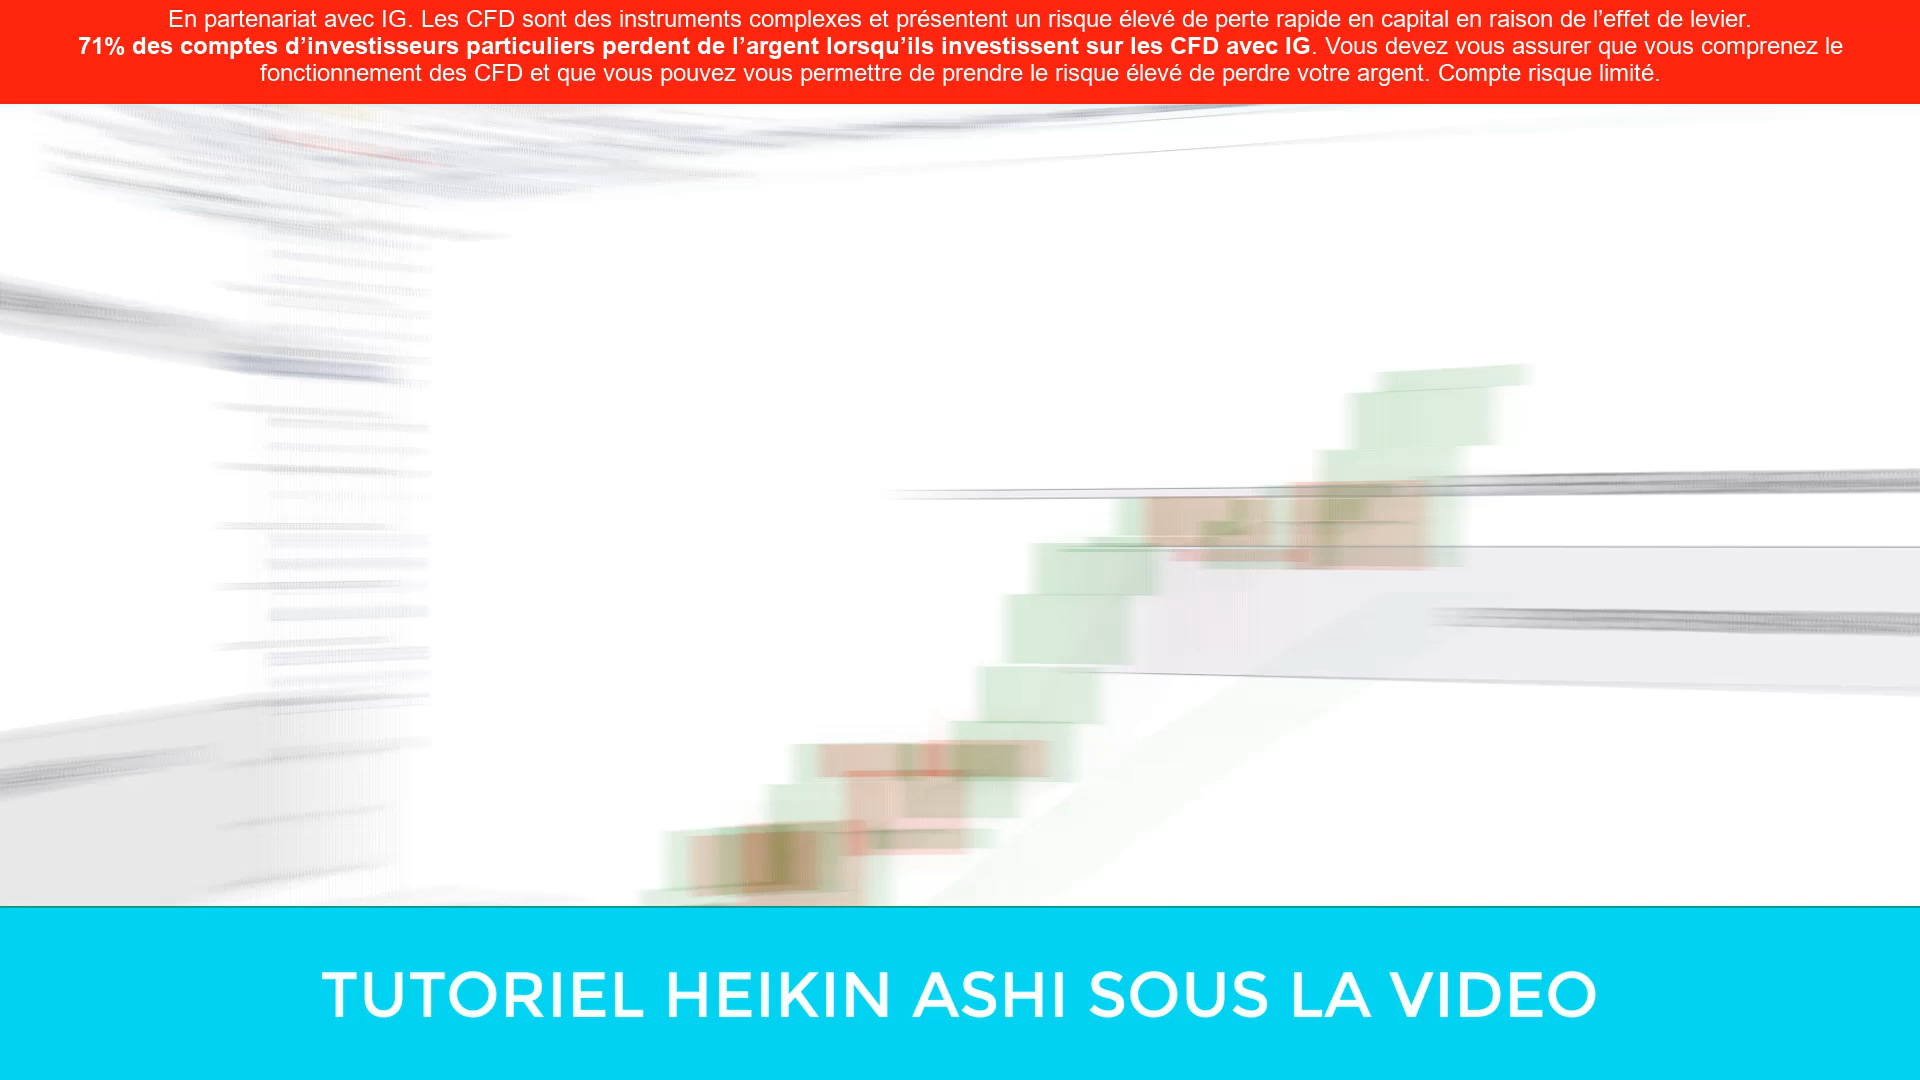 En partenariat avec IG. Les CFD sont des instruments complexes et présentent un risque élevé de perte rapide en capital en raison de l’effet de levier.
71% des comptes d’investisseurs particuliers perdent de l’argent lorsqu’ils investissent sur les CFD avec IG. Vous devez vous assurer que vous comprenez le
fonctionnement des CFD et que vous pouvez vous permettre de prendre le risque élevé de perdre votre argent. Compte risque limité.
TUTORIEL HEIKIN ASHI SOUS LA VIDEO